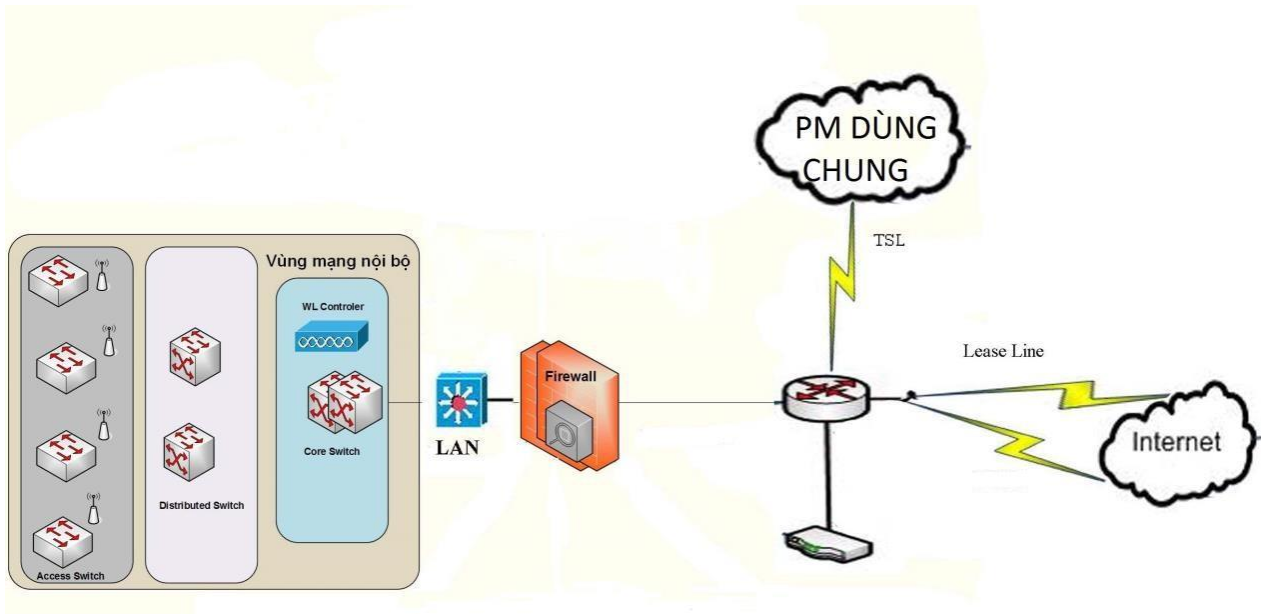 PM DÙNG
CHUNG
TSL
Vùng mạng nội bộ
WL Controler
Firewall
Lease Line
Internet
LAN
Core Switch
Distributed Switch
Access Switch